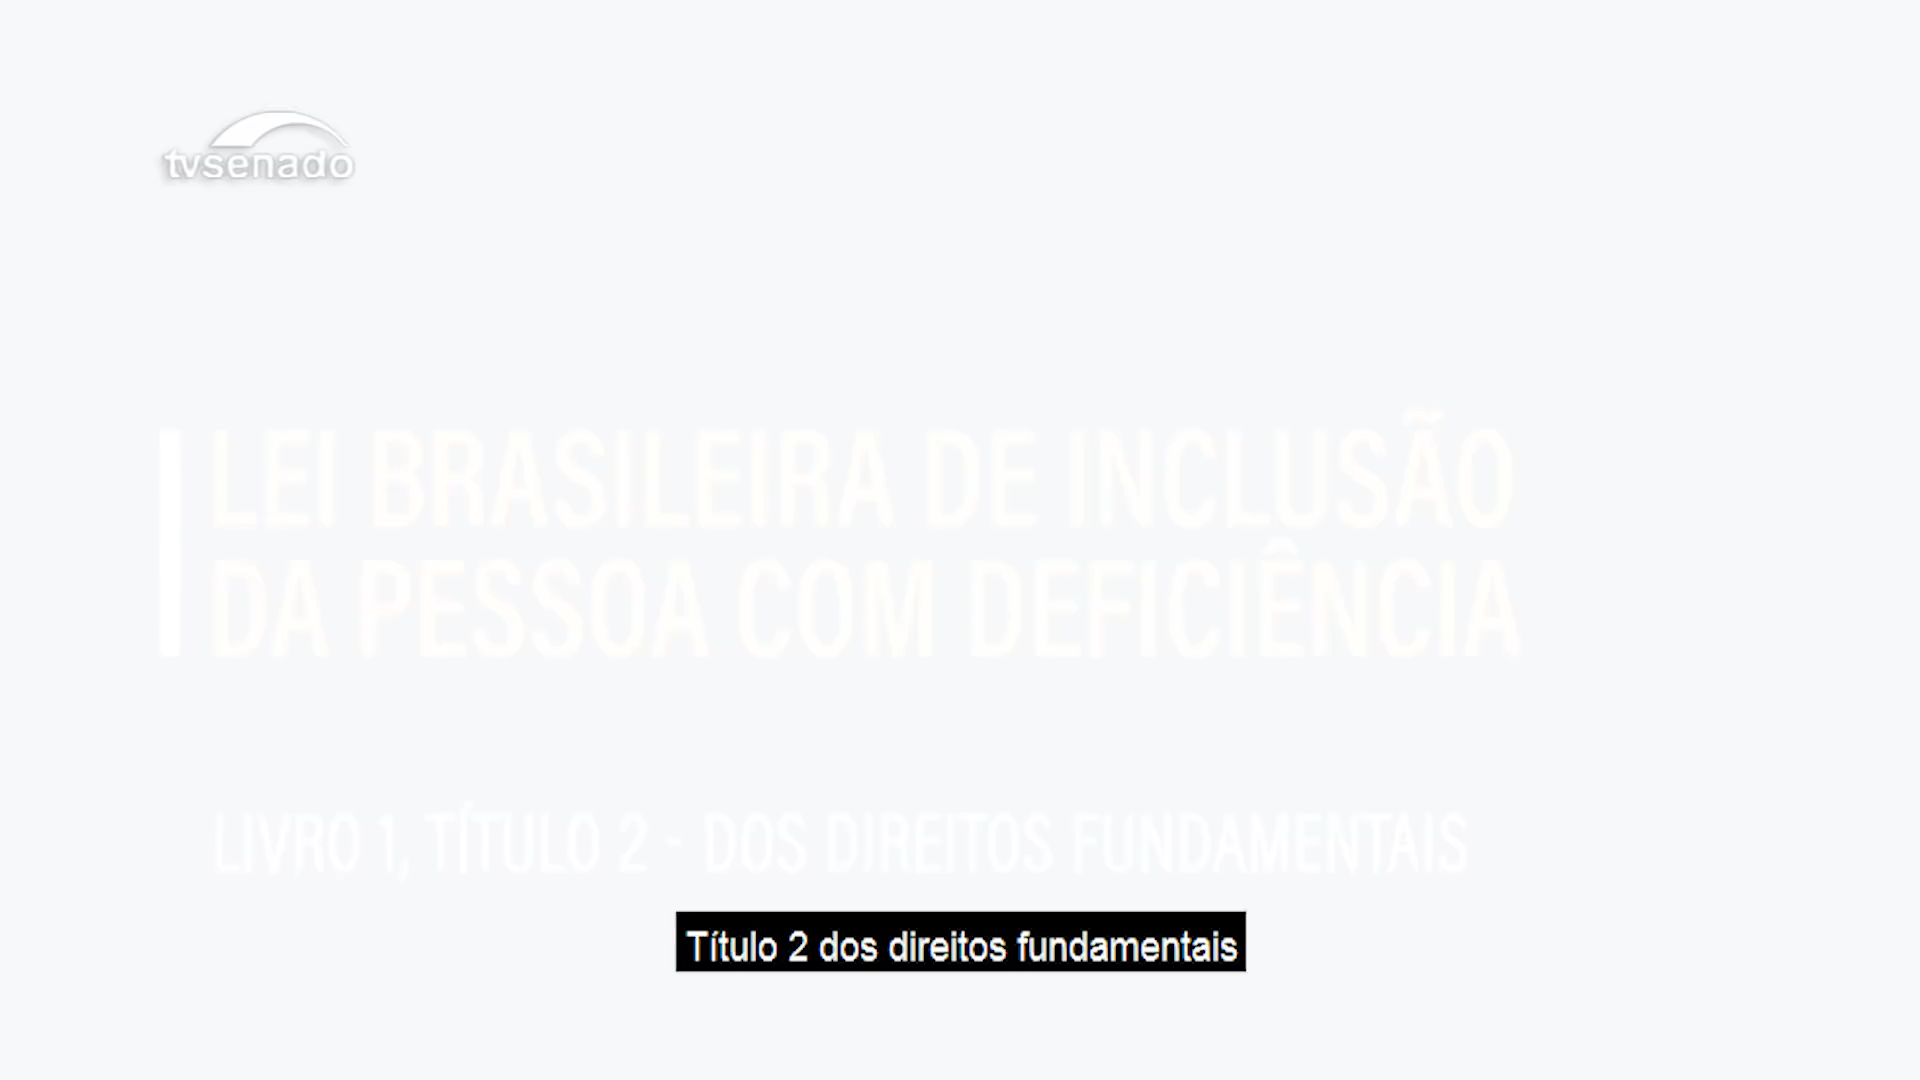 tvsenado
LEI BRASILEIRA DE INCLUSÃO
DA PESSOA COM DEFICIÊNCIA
LIVRO 1, TÍTULO 2 - DOS DIREITOS FUNDAMENTAIS
Título 2 dos direitos fundamentais